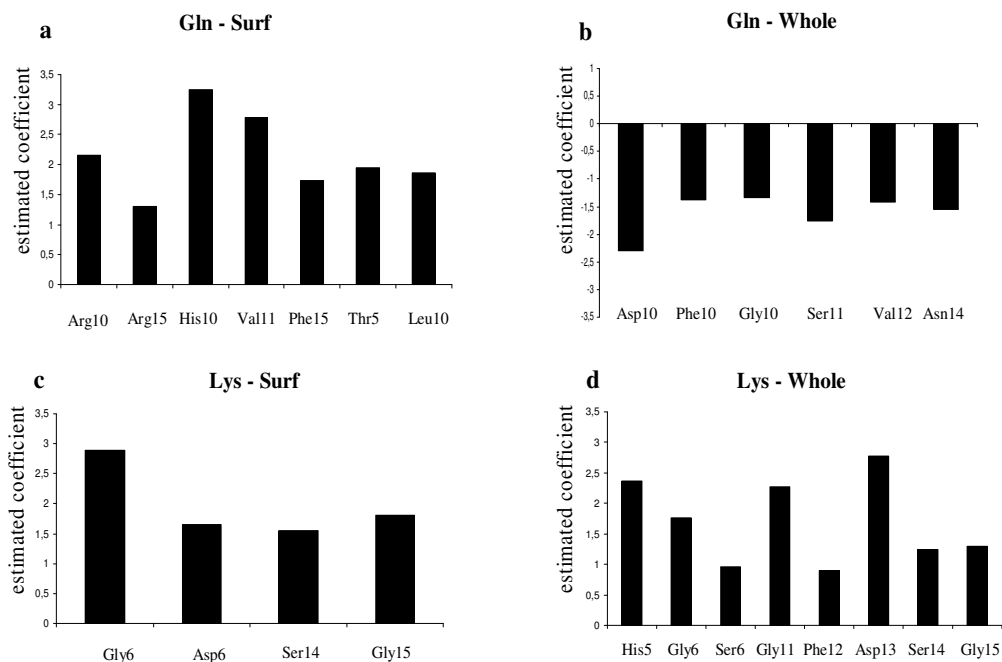 a
Gln - Surf
estimated coefficient
3,5
3
2,5
2
1,5
1
0,5
0
Arg10 Arg15 His10 Val11 Phe15 Thr5 Leu10
b
Gln - Whole
estimated coefficient
1
0,5
0
-0,5
-1
-1,5
-2
-2,5
-3
-3,5
Asp10 Phe10 Gly10 Ser11 Val12 Asn14
c
Lys - Surf
estimated coefficient
3,5
3
2,5
2
1,5
1
0,5
0
Gly6 Asp6 Ser14 Gly15
d
Lys - Whole
estimated coefficient
3,5
3
2,5
2
1,5
1
0,5
0
His5 Gly6 Ser6 Gly11 Phe12 Asp13 Ser14 Gly15